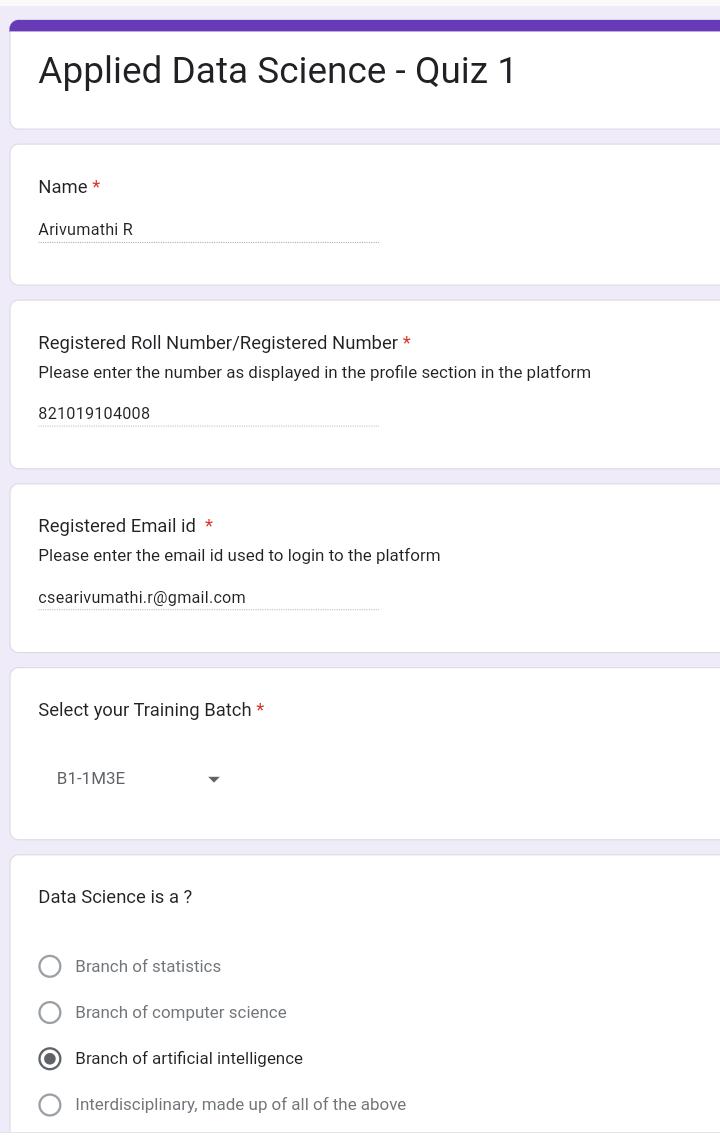 Applied Data Science - Quiz 1
Name *
Arivumathi R
Registered Roll Number/Registered Number *
Please enter the number as displayed in the profile section in the platform
821019104008
Registered Email id *
Please enter the email id used to login to the platform
csearivumathi.r@gmail.com
Select your Training Batch *
B1-1M3E
Data Science is a ?
Branch of statistics
Branch of computer science
Branch of artificial intelligence
Interdisciplinary, made up of all of the above